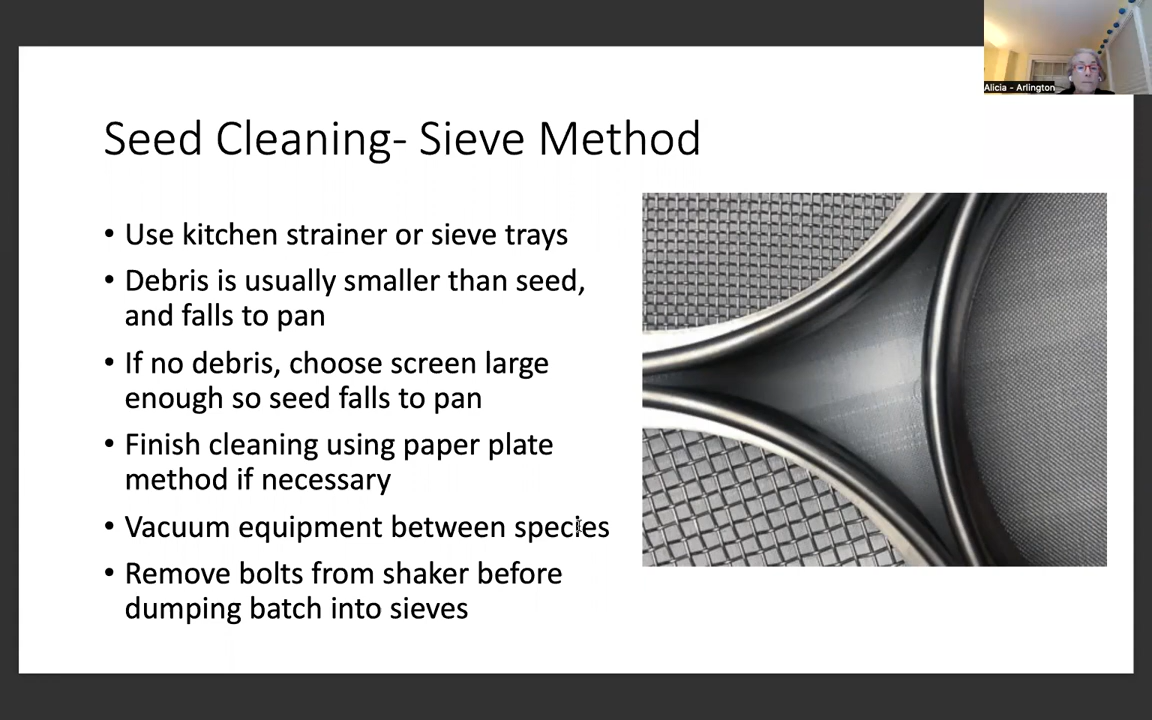 Alicia - Arlington
Seed Cleaning- Sieve Method
• Use kitchen strainer or sieve trays
• Debris is usually smaller than seed,
and falls to pan
• If no debris, choose screen large
enough so seed falls to pan
• Finish cleaning using paper plate
method if necessary
• Vacuum equipment between species
• Remove bolts from shaker before
dumping batch into sieves